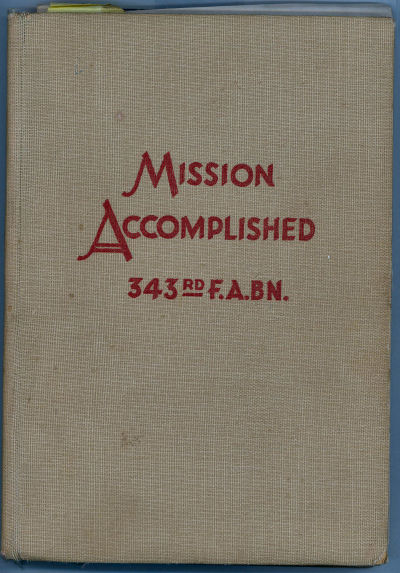 MISSION
ACCOMPLISHED
343RD F.A.BN.